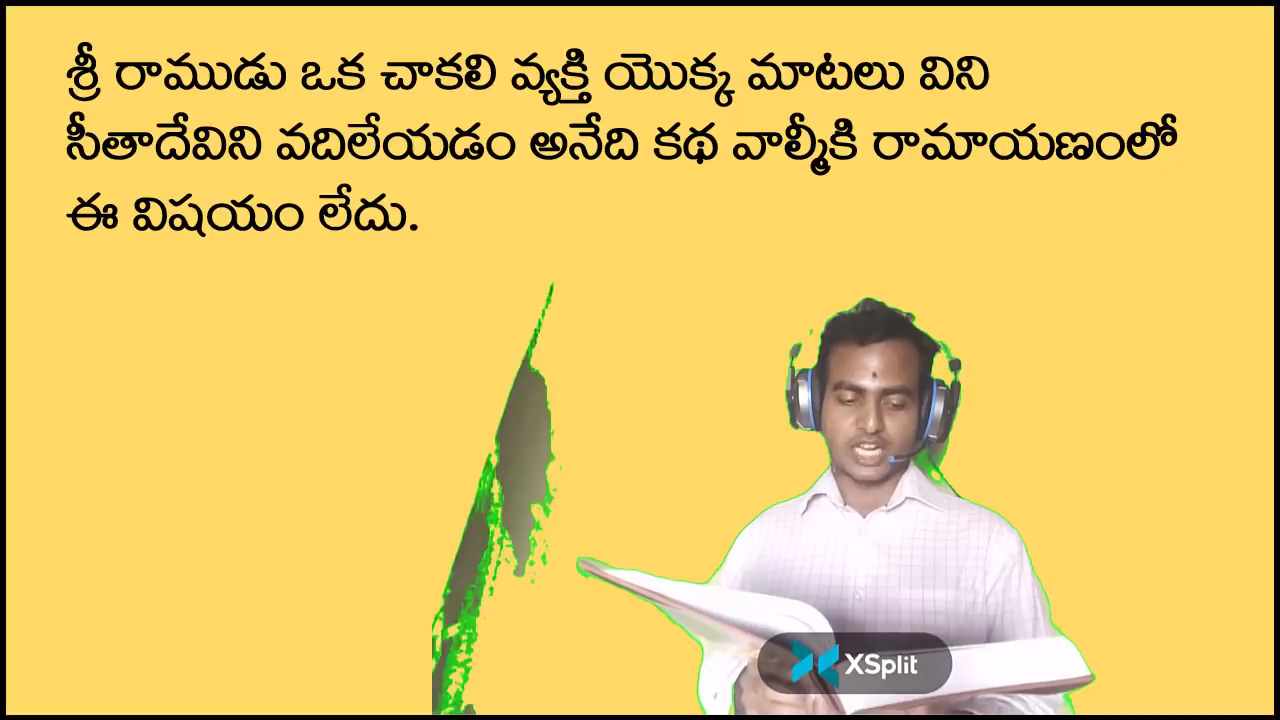 శ్రీ రాముడు ఒక చాకలి వ్యక్తి యొక్క మాటలు విని
సీతాదేవిని వదిలేయడం అనేది కథ వాల్మీకి రామాయణంలో
ఈ విషయం లేదు.
XSplit